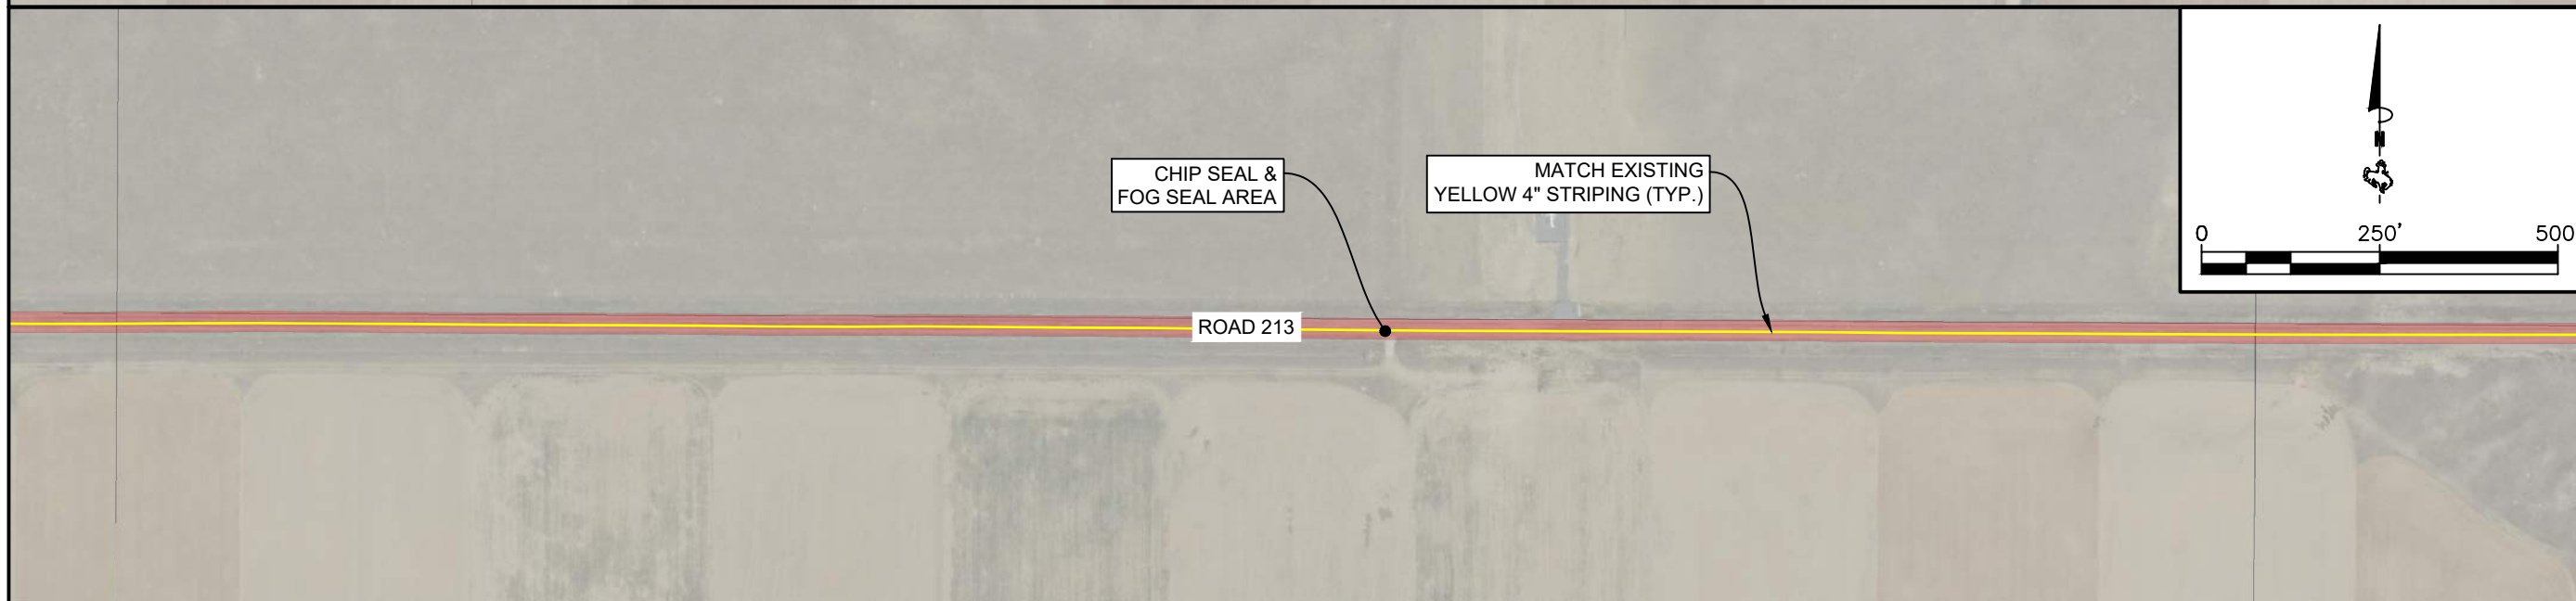 CHIP SEAL &
FOG SEAL AREA
MATCH EXISTING
YELLOW 4" STRIPING (TYP.)
ROAD 213
N
0 250' 500